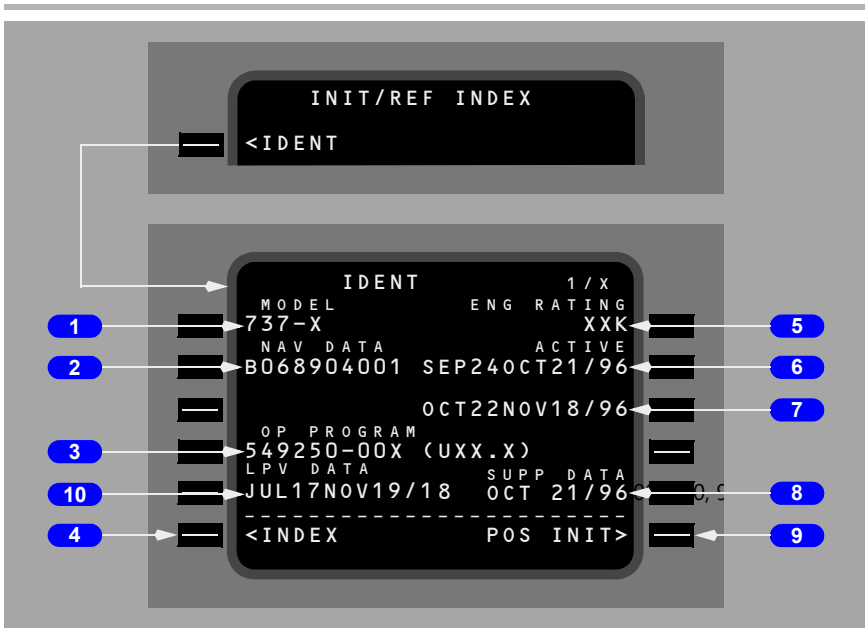 INIT/REF INDEX
<IDENT
IDENT 1/X
MODEL ENG RATING
1 737-X XXK 5
NAV DATA ACTIVE
2 B068904001 SEP24OCT21/96 6
OCT22NOV18/96 7
OP PROGRAM
3 549250-00X (UXX.X)
LPV DATA SUPP DATA
10 JUL17NOV19/18 OCT 21/96 8
4 <INDEX POS INIT> 9